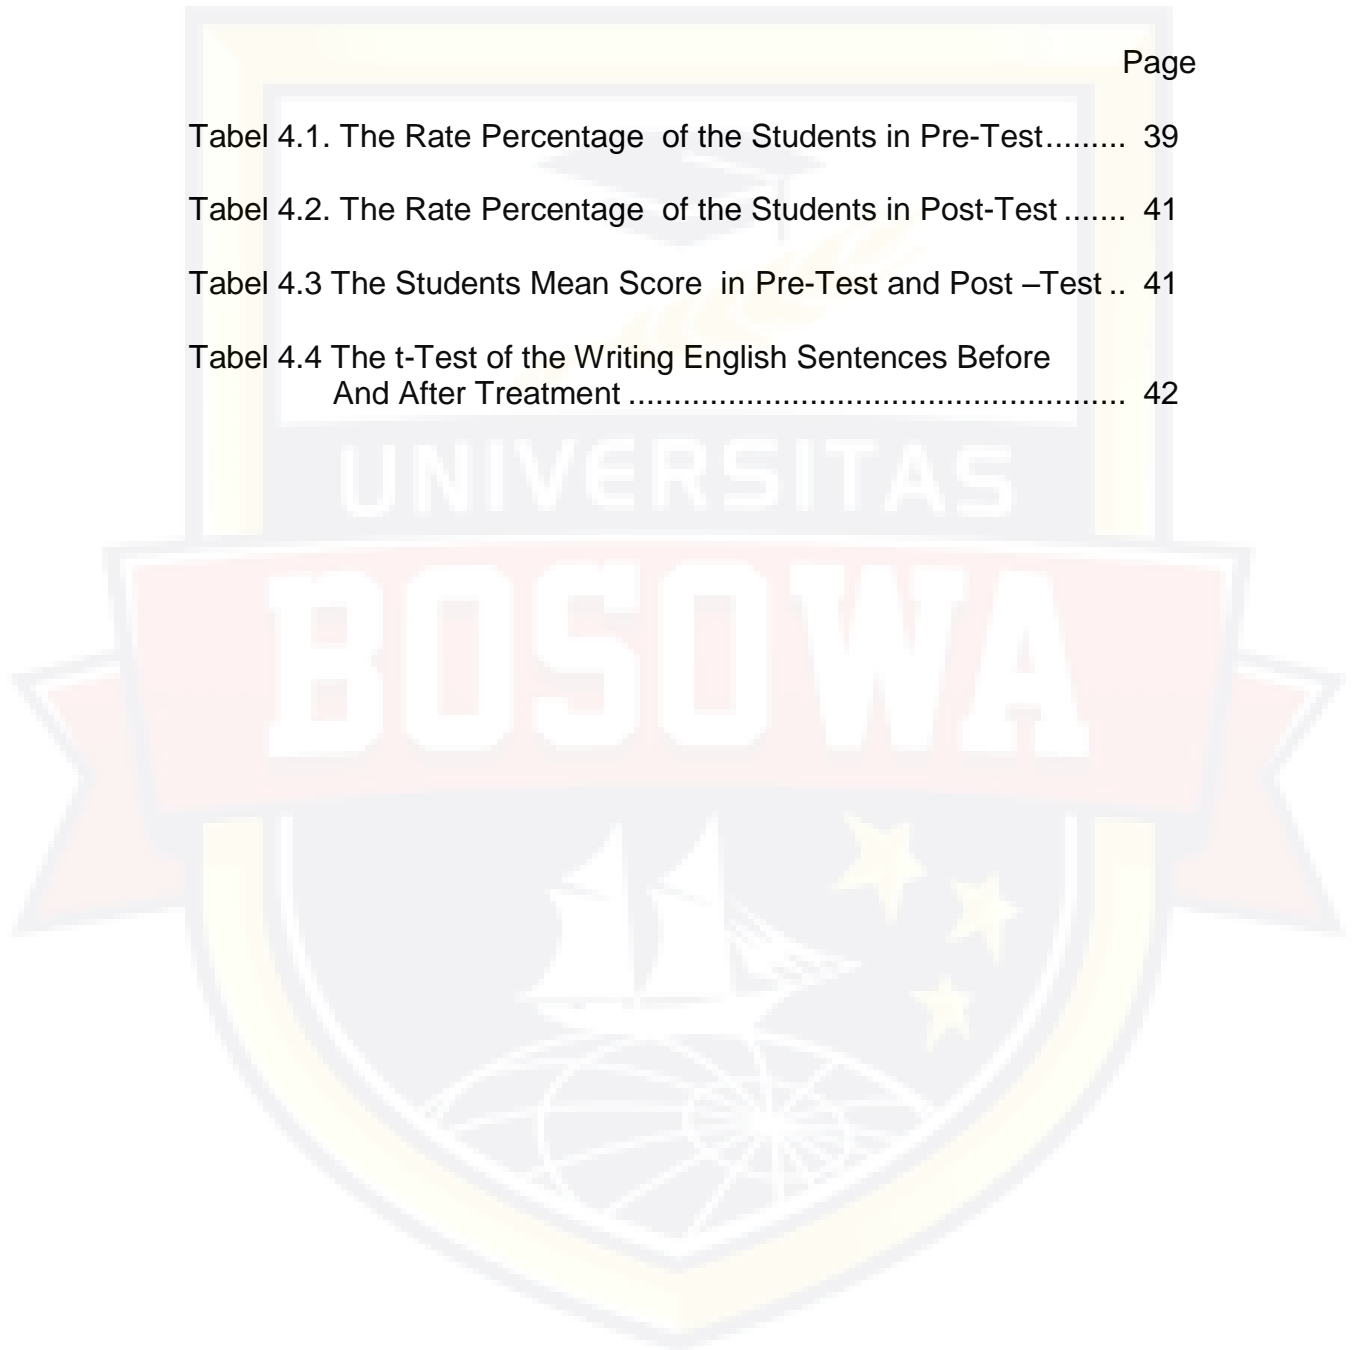 Page
Tabel 4.1. The Rate Percentage  of the Students in Pre-Test......... 39
Tabel 4.2. The Rate Percentage  of the Students in Post-Test ....... 41
Tabel 4.3 The Students Mean Score  in Pre-Test and Post –Test .. 41
Tabel 4.4 The t-Test of the Writing English Sentences Before
And After Treatment ...................................................... 42
UNIVERSITAS
BOSOWA